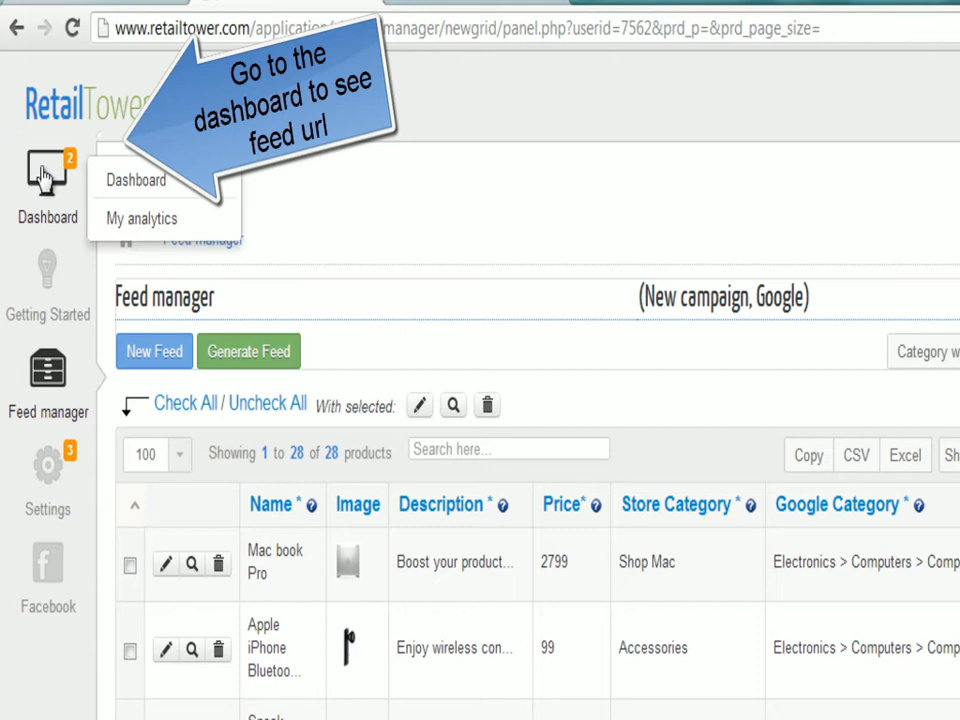 www.retailtower.com/applicatio manager/newgrid/panel.php?userid=7562&prd_p=&prd_page_size=
Go to the
dashboard to see
feed url
RetailTower
2
Dashboard
My analytics
Dashboard
Feed manager
Getting Started
Feed manager
(New campaign, Google)
New Feed
Generate Feed
Category w
Feed manager
Check All / Uncheck All With selected:
100
Showing 1 to 28 of 28 products
Search here...
Copy
CSV
Excel
Sh
3
Settings
Name *
Image
Description *
Price*
Store Category *
Google Category *
Mac book
Pro
Boost your product...
2799
Shop Mac
Electronics > Computers > Comp
Facebook
Apple
iPhone
Bluetoo...
Enjoy wireless con...
99
Accessories
Electronics > Computers > Comp